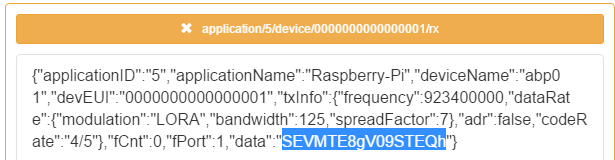 ✖ application/5/device/0000000000000001/rx
{"applicationID":"5","applicationName":"Raspberry-Pi","deviceName":"abp0
1","devEUI":"0000000000000001","txInfo":{"frequency":923400000,"dataRat
e":{"modulation":"LORA","bandwidth":125,"spreadFactor":7},"adr":false,"codeR
ate":"4/5"},"fCnt":0,"fPort":1,"data":"SEVMTE8gV09STEQh"}